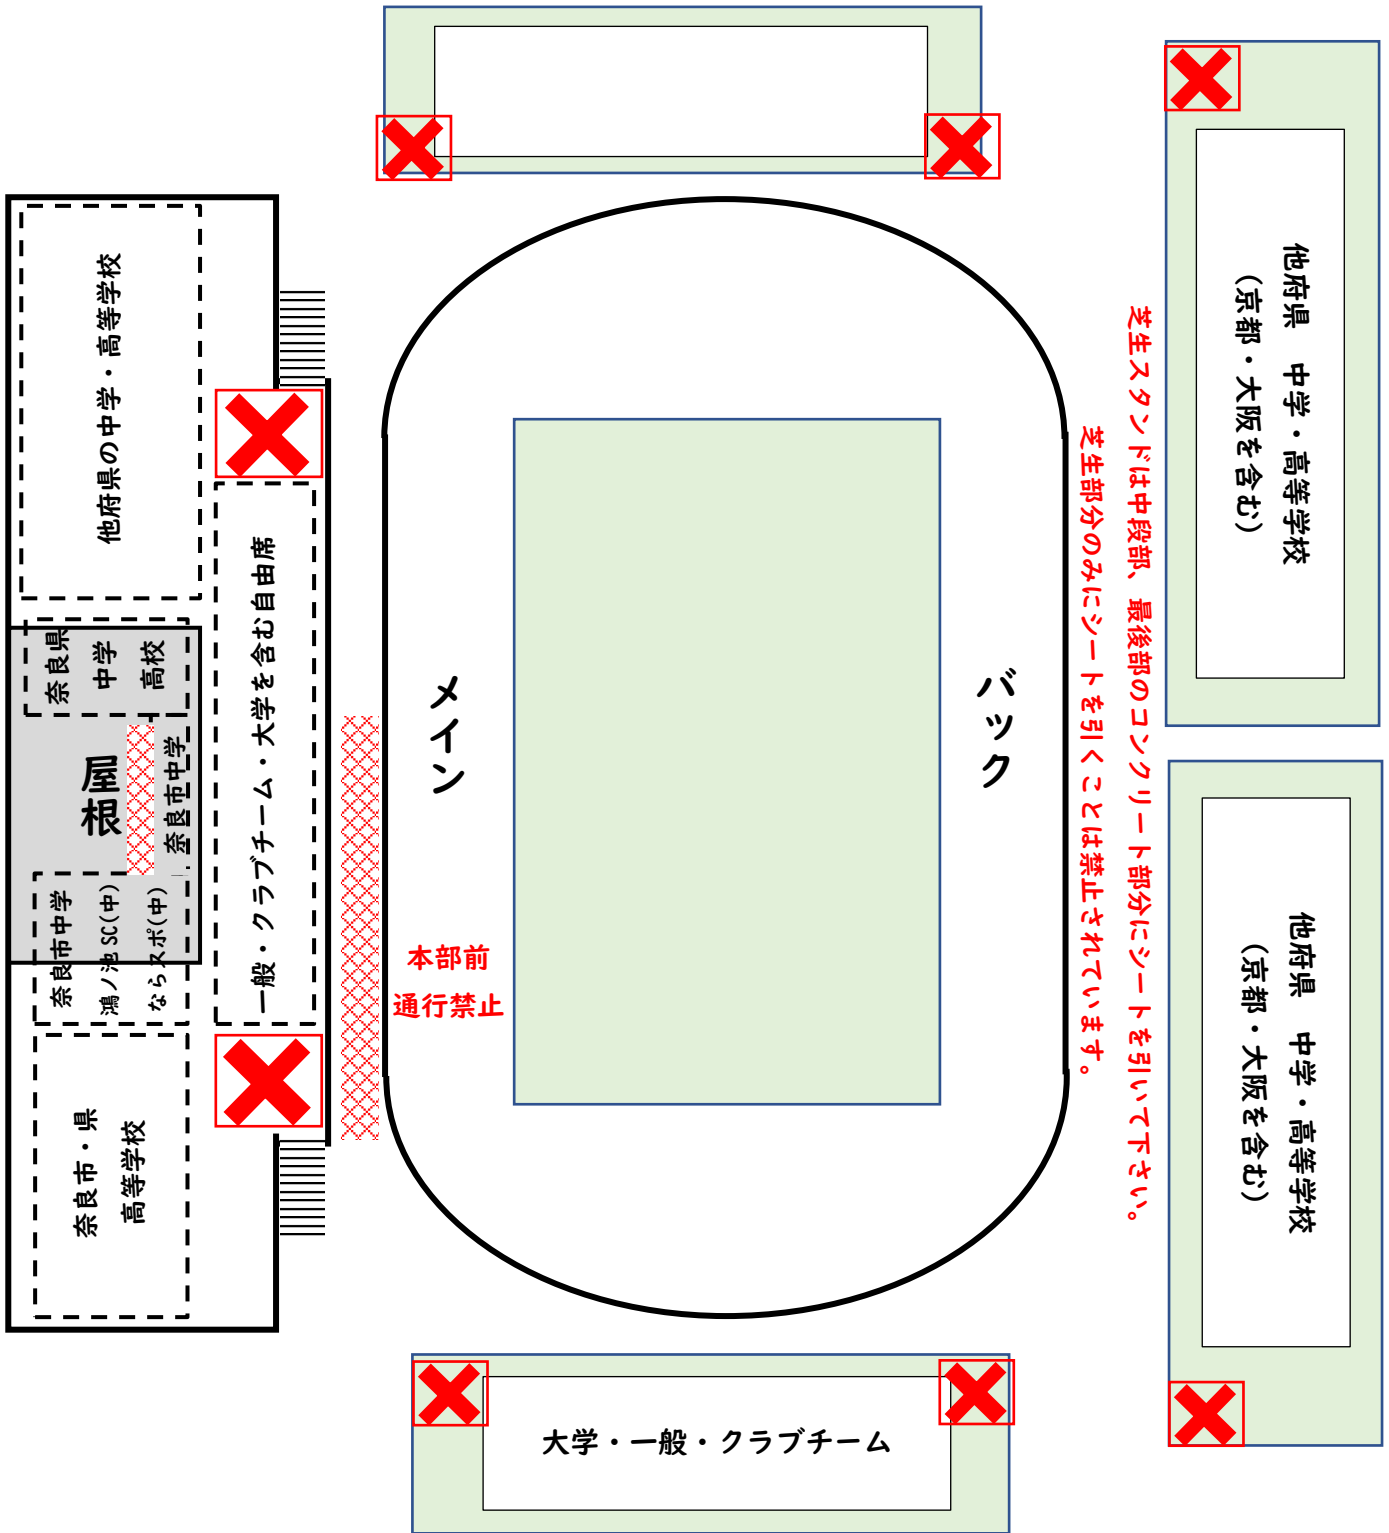 他府県の中学・高等学校
奈良県
中学
高校
屋根
奈良市中学
奈良市中学
鴻ノ池SC(中)
ならスポ(中)
奈良市・県
高等学校
一般・クラブチーム・大学を含む自由席
メイン
本部前
通行禁止
バック
芝生スタンドは中段部、最後部のコンクリート部分にシートを引いて下さい。
芝生部分のみにシートを引くことは禁止されています。
他府県　中学・高等学校
（京都・大阪を含む）
他府県　中学・高等学校
（京都・大阪を含む）
大学・一般・クラブチーム